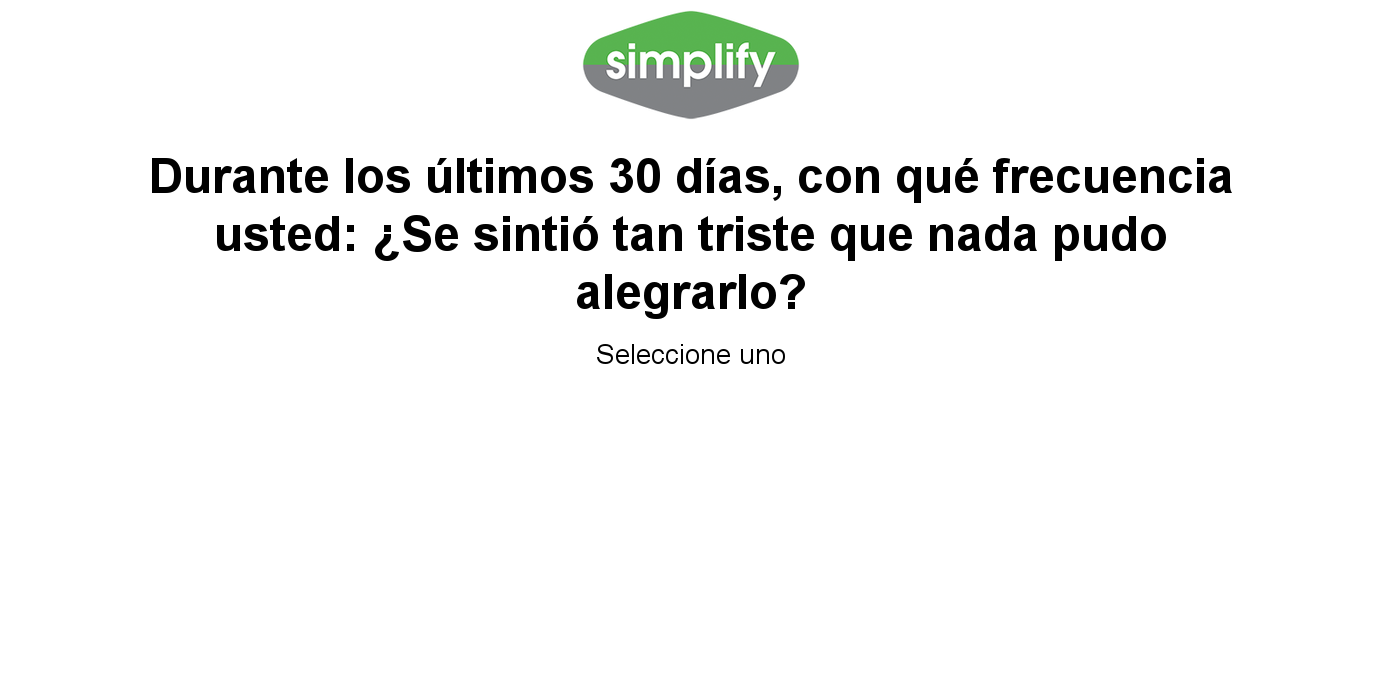 simplify
Durante los últimos 30 días, con qué frecuencia
usted: ¿Se sintió tan triste que nada pudo
alegrarlo?
Seleccione uno